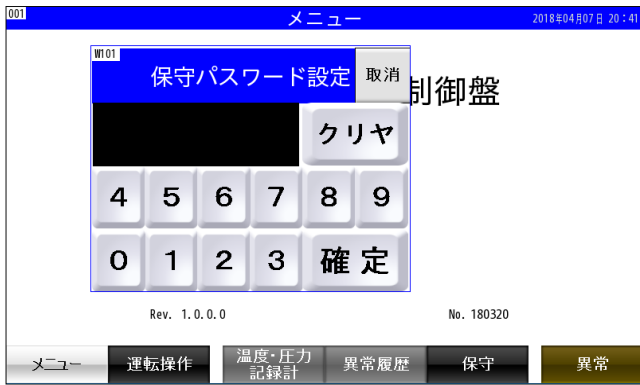 001
メニュー
2018年04月07日 20:41
W101
保守パスワード設定
取消
制御盤
クリヤ
4 5 6 7 8 9
0 1 2 3 確定
Rev. 1.0.0.0
No. 180320
メニュー
運転操作
温度・圧力
記録計
異常履歴
保守
異常